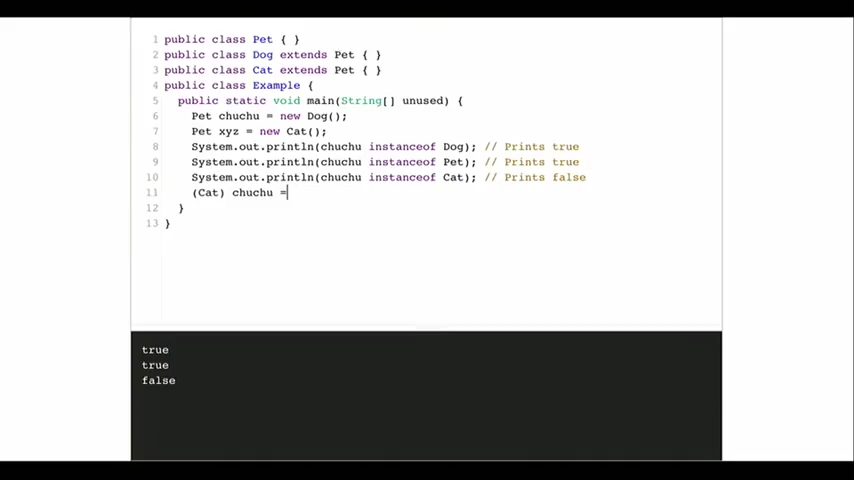 1 public class Pet { }
2 public class Dog extends Pet { }
3 public class Cat extends Pet { }
4 public class Example {
5 public static void main(String[] unused) {
6 Pet chuchu = new Dog();
7 Pet xyz = new Cat();
8 System.out.println(chuchu instanceof Dog); // Prints true
9 System.out.println(chuchu instanceof Pet); // Prints true
10 System.out.println(chuchu instanceof Cat); // Prints false
11 (Cat) chuchu =
12 }
13 }
true
true
false